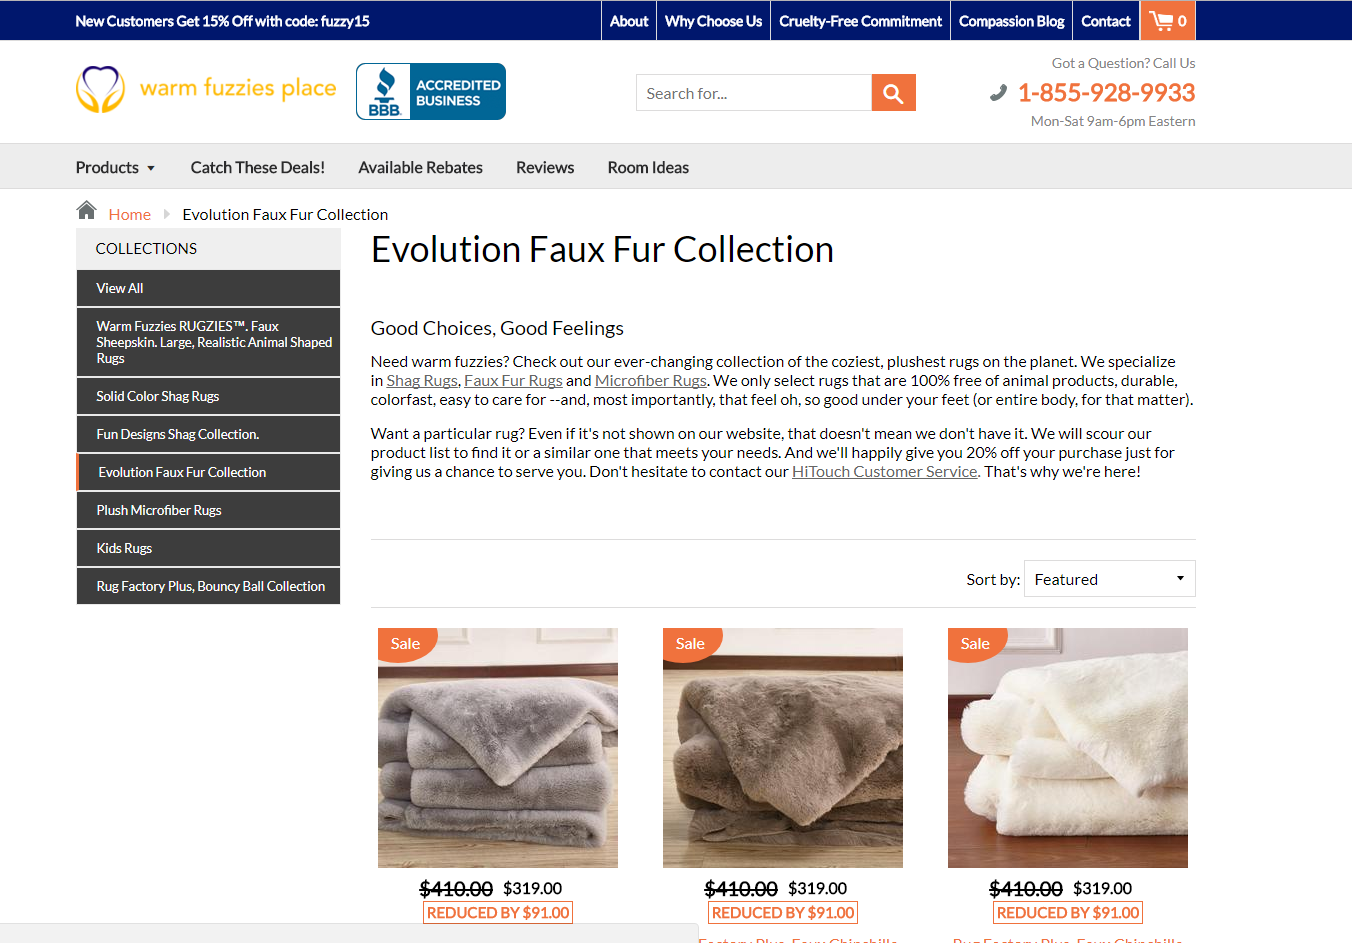 New Customers Get 15% Off with code: fuzzy15
About
Why Choose Us
Cruelty-Free Commitment
Compassion Blog
Contact
0
warm fuzzies place
BBB.
ACCREDITED
BUSINESS
Search for...
Got a Question? Call Us
1-855-928-9933
Mon-Sat 9am-6pm Eastern
Products
Catch These Deals!
Available Rebates
Reviews
Room Ideas
Home
Evolution Faux Fur Collection
COLLECTIONS
View All
Warm Fuzzies RUGZIES™. Faux
Sheepskin. Large, Realistic Animal Shaped
Rugs
Solid Color Shag Rugs
Fun Designs Shag Collection.
Evolution Faux Fur Collection
Plush Microfiber Rugs
Kids Rugs
Rug Factory Plus, Bouncy Ball Collection
Evolution Faux Fur Collection
Good Choices, Good Feelings
Need warm fuzzies? Check out our ever-changing collection of the coziest, plushest rugs on the planet. We specialize
in Shag Rugs, Faux Fur Rugs and Microfiber Rugs. We only select rugs that are 100% free of animal products, durable,
colorfast, easy to care for --and, most importantly, that feel oh, so good under your feet (or entire body, for that matter).
Want a particular rug? Even if it's not shown on our website, that doesn't mean we don't have it. We will scour our
product list to find it or a similar one that meets your needs. And we'll happily give you 20% off your purchase just for
giving us a chance to serve you. Don't hesitate to contact our HiTouch Customer Service. That's why we're here!
Sort by:
Featured
Sale
Sale
Sale
$410.00 $319.00
REDUCED BY $91.00
$410.00 $319.00
REDUCED BY $91.00
$410.00 $319.00
REDUCED BY $91.00
Factory Plus, Faux Chinchilla
Rug Factory Plus, Faux Chinchilla